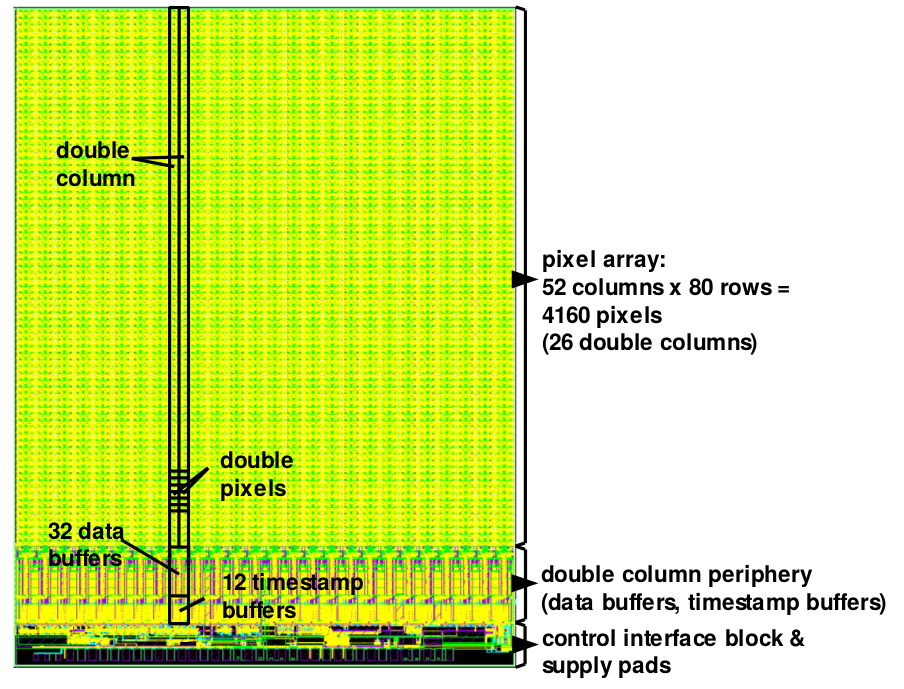 double
column
pixel array:
52 columns x 80 rows =
4160 pixels
(26 double columns)
double
pixels
32 data
buffers
12 timestamp
buffers
double column periphery
(data buffers, timestamp buffers)
control interface block &
supply pads